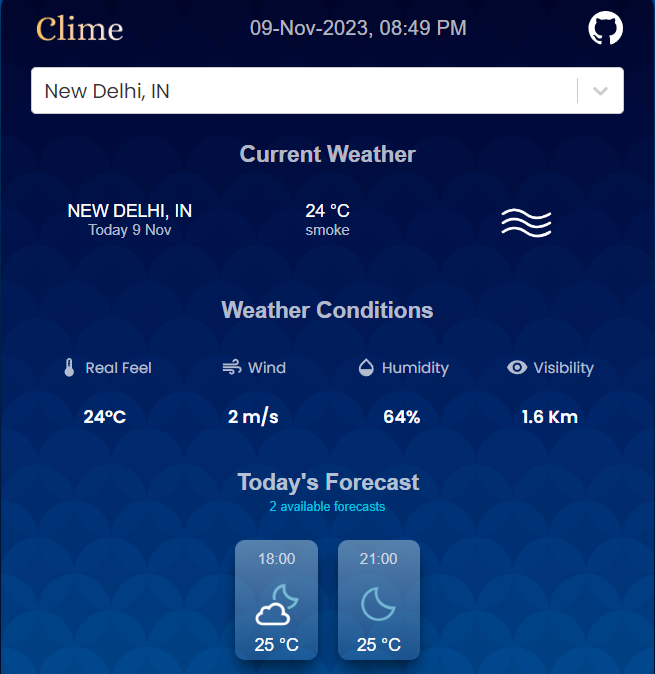 Clime
09-Nov-2023, 08:49 PM
New Delhi, IN
Current Weather
NEW DELHI, IN
Today 9 Nov
24 °C
smoke
Weather Conditions
Real Feel
Wind
Humidity
Visibility
24°C
2 m/s
64%
1.6 Km
Today's Forecast
2 available forecasts
18:00
25 °C
21:00
25 °C